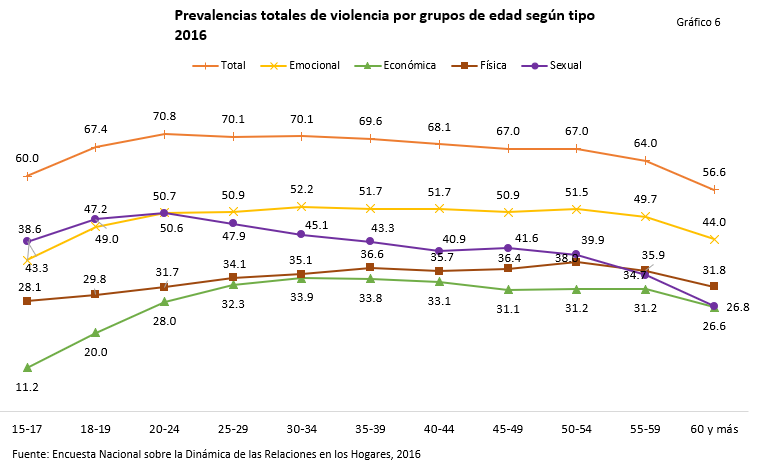 Prevalencias totales de violencia por grupos de edad según tipo
2016
Gráfico 6
Total Emocional Económica Física Sexual
60.0 67.4 70.8 70.1 70.1 69.6 68.1 67.0 67.0 64.0 56.6
38.6 47.2 50.7 50.9 52.2 51.7 51.7 50.9 51.5 49.7 44.0
43.3 49.0 50.6 47.9 45.1 43.3 40.9 41.6 39.9 34.7 26.8
28.1 29.8 31.7 34.1 35.1 36.6 35.7 36.4 38.0 35.9 31.8
11.2 20.0 28.0 32.3 33.9 33.8 33.1 31.1 31.2 31.2 26.6
15-17 18-19 20-24 25-29 30-34 35-39 40-44 45-49 50-54 55-59 60 y más
Fuente: Encuesta Nacional sobre la Dinámica de las Relaciones en los Hogares, 2016